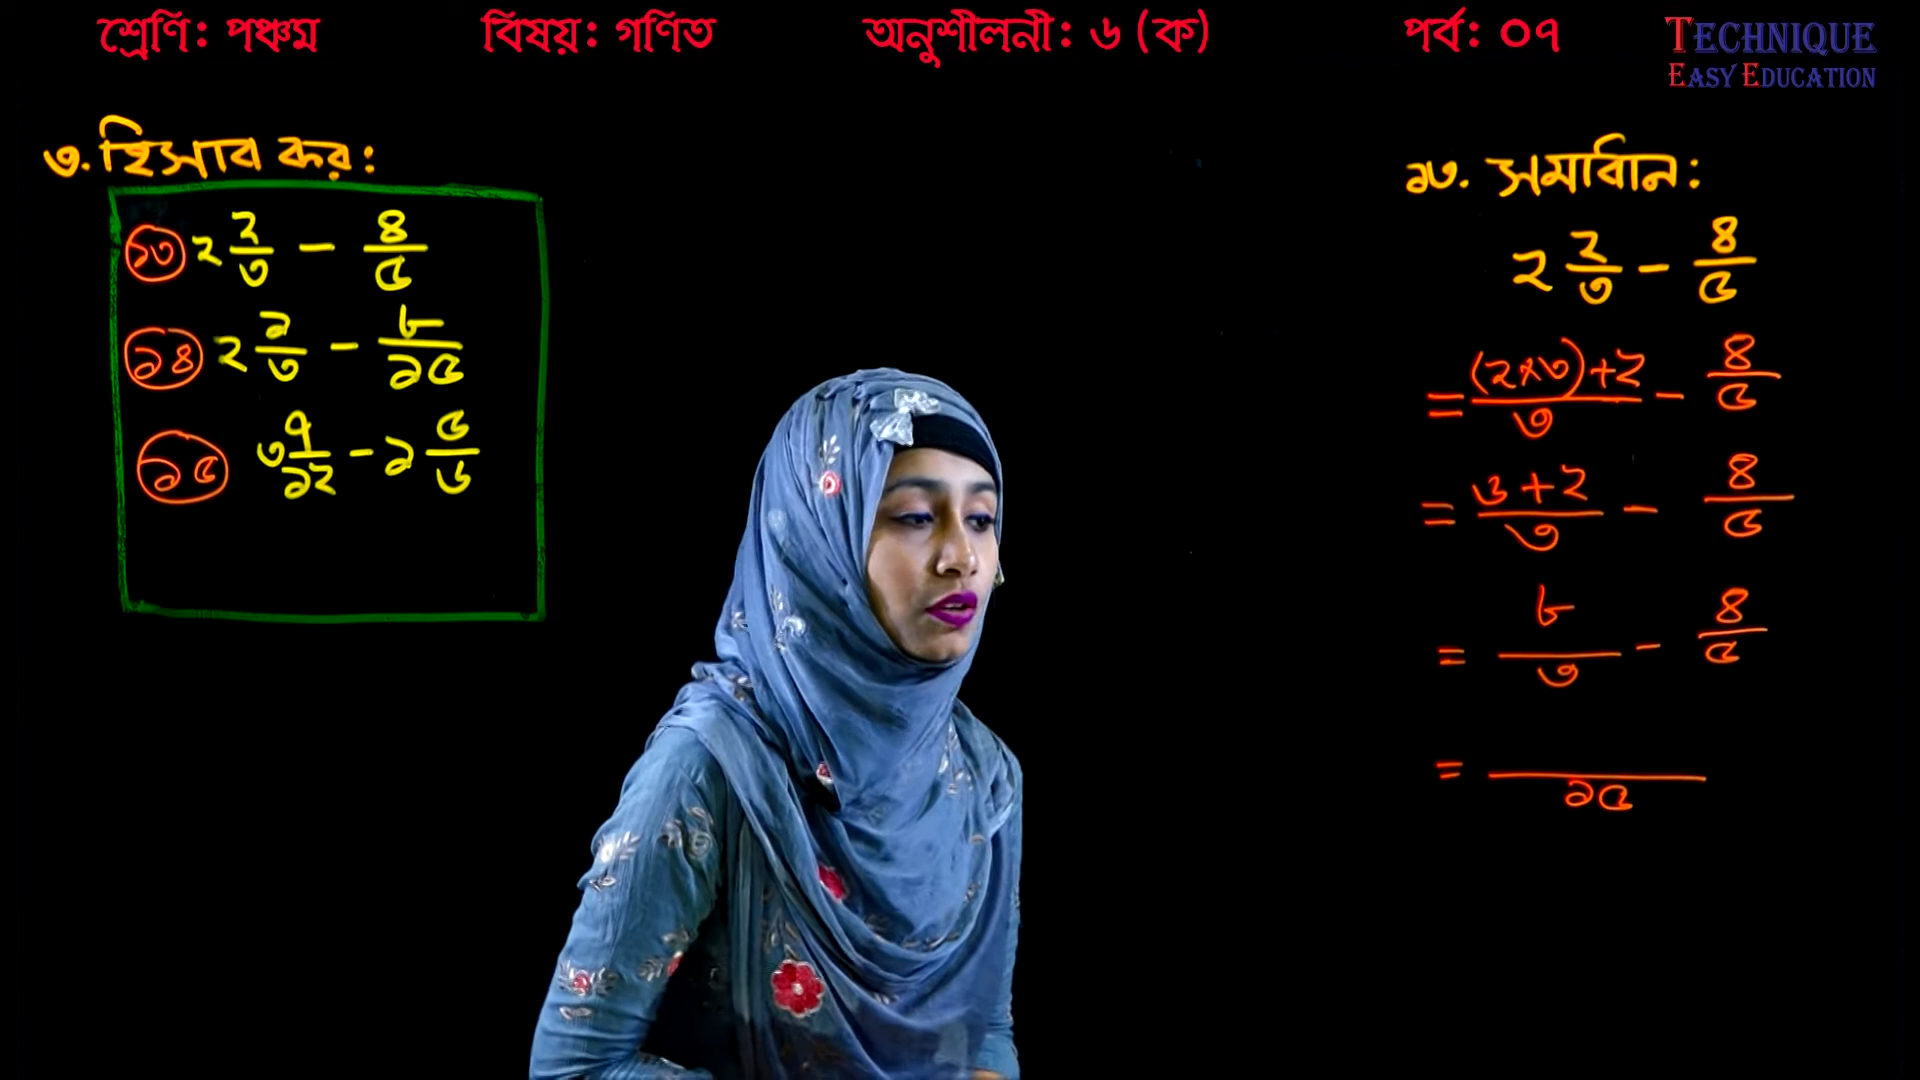 শ্রেণি: পঞ্চম বিষয়: গণিত অনুশীলনী: ৬ (ক) পর্ব: ০৭
TECHNIQUE
EASY EDUCATION
৩. হিসাব কর:
১৩ ২ ২/৩ - ৪/৫
১৪ ২ ১/৩ - ৮/১৫
১৫ ৩ ৭/১২ - ১ ৫/৬
১৩. সমাধান:
২ ২/৩ - ৪/৫
= (২×৩)+২/৩ - ৪/৫
= ৬+২/৩ - ৪/৫
= ৮/৩ - ৪/৫
= /১৫